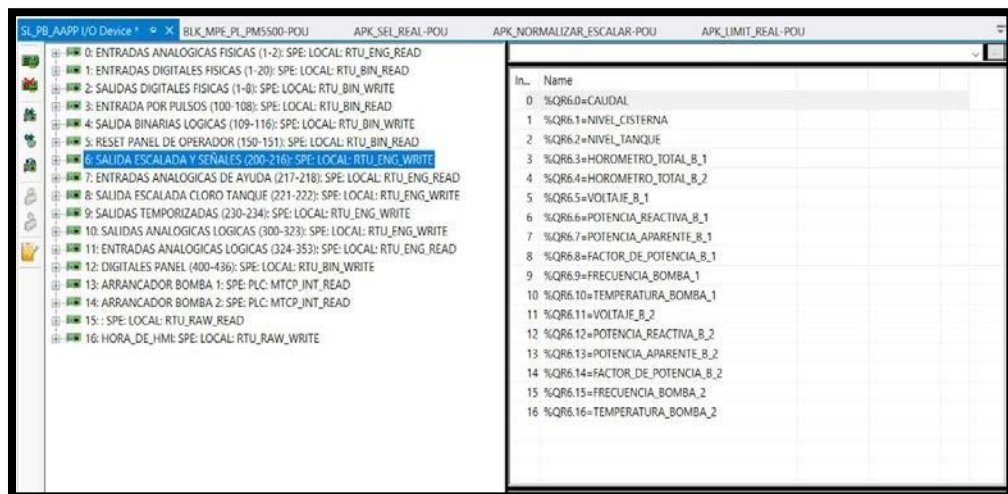 SL_PB_AAPP I/O Device * BLK_MPE_PL_PM5500-POU APK_SEL_REAL-POU APK_NORMALIZAR_ESCALAR-POU APK_LIMIT_REAL-POU
0: ENTRADAS ANALOGICAS FISICAS (1-2): SPE: LOCAL: RTU_ENG_READ
1: ENTRADAS DIGITALES FISICAS (1-20): SPE: LOCAL: RTU_BIN_READ
2: SALIDAS DIGITALES FISICAS (1-8): SPE: LOCAL: RTU_BIN_WRITE
3: ENTRADA POR PULSOS (100-108): SPE: LOCAL: RTU_BIN_READ
4: SALIDA BINARIAS LOGICAS (109-116): SPE: LOCAL: RTU_BIN_WRITE
5: RESET PANEL DE OPERADOR (150-151): SPE: LOCAL: RTU_BIN_READ
6: SALIDA ESCALADA Y SEÑALES (200-216): SPE: LOCAL: RTU_ENG_WRITE
7: ENTRADAS ANALOGICAS DE AYUDA (217-218): SPE: LOCAL: RTU_ENG_READ
8: SALIDA ESCALADA CLORO TANQUE (221-222): SPE: LOCAL: RTU_ENG_WRITE
9: SALIDAS TEMPORIZADAS (230-234): SPE: LOCAL: RTU_ENG_WRITE
10: SALIDAS ANALOGICAS LOGICAS (300-323): SPE: LOCAL: RTU_ENG_WRITE
11: ENTRADAS ANALOGICAS LOGICAS (324-353): SPE: LOCAL: RTU_ENG_READ
12: DIGITALES PANEL (400-436): SPE: LOCAL: RTU_BIN_WRITE
13: ARRANCADOR BOMBA 1: SPE: PLC: MTCP_INT_READ
14: ARRANCADOR BOMBA 2: SPE: PLC: MTCP_INT_READ
15: : SPE: LOCAL: RTU_RAW_READ
16: HORA_DE_HMI: SPE: LOCAL: RTU_RAW_WRITE
In... Name
0 %QR6.0=CAUDAL
1 %QR6.1=NIVEL_CISTERNA
2 %QR6.2=NIVEL_TANQUE
3 %QR6.3=HOROMETRO_TOTAL_B_1
4 %QR6.4=HOROMETRO_TOTAL_B_2
5 %QR6.5=VOLTAJE_B_1
6 %QR6.6=POTENCIA_REACTIVA_B_1
7 %QR6.7=POTENCIA_APARENTE_B_1
8 %QR6.8=FACTOR_DE_POTENCIA_B_1
9 %QR6.9=FRECUENCIA_BOMBA_1
10 %QR6.10=TEMPERATURA_BOMBA_1
11 %QR6.11=VOLTAJE_B_2
12 %QR6.12=POTENCIA_REACTIVA_B_2
13 %QR6.13=POTENCIA_APARENTE_B_2
14 %QR6.14=FACTOR_DE_POTENCIA_B_2
15 %QR6.15=FRECUENCIA_BOMBA_2
16 %QR6.16=TEMPERATURA_BOMBA_2